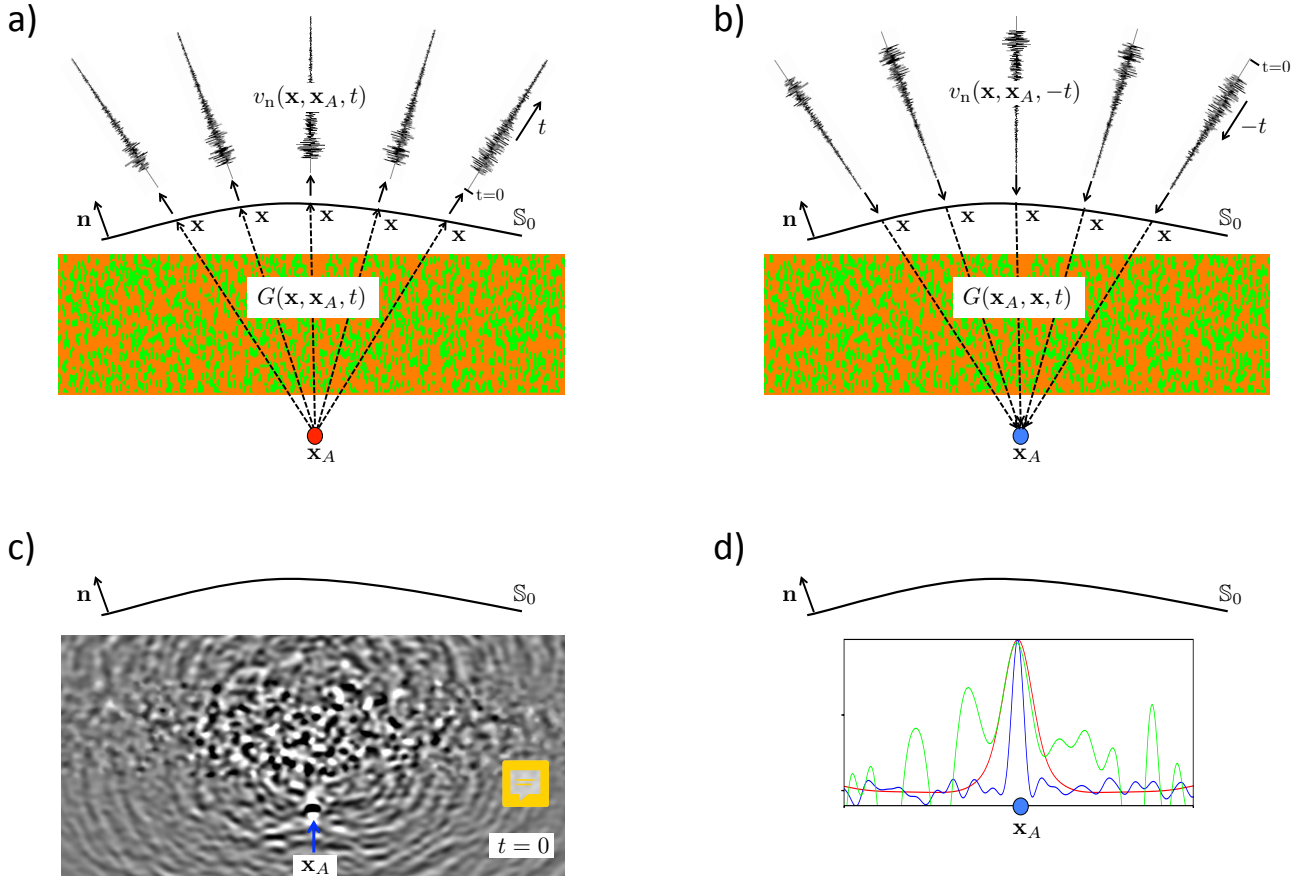 a)
v_n(x, x_A, t)
t
t=0
n
x
x
x
x
x
𝕊_0
G(x, x_A, t)
x_A
b)
t=0
v_n(x, x_A, −t)
−t
n
x
x
x
x
x
𝕊_0
G(x_A, x, t)
x_A
c)
n
𝕊_0
t = 0
x_A
d)
n
𝕊_0
x_A